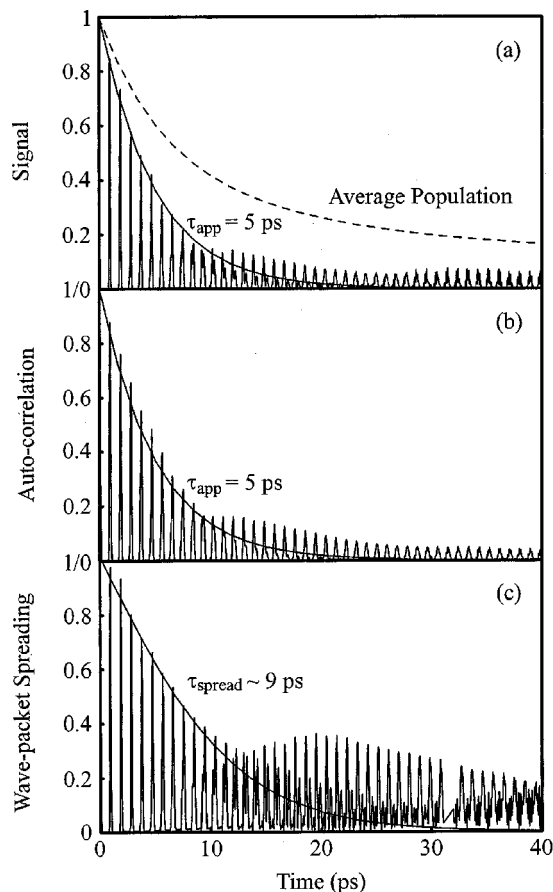 1
(a)
0.8
0.6
Signal
Average Population
0.4
τapp = 5 ps
0.2
1/0
(b)
0.8
0.6
Auto-correlation
0.4
τapp = 5 ps
0.2
1/0
(c)
0.8
0.6
Wave-packet Spreading
τspread ~ 9 ps
0.4
0.2
0
0 10 20 30 40
Time (ps)